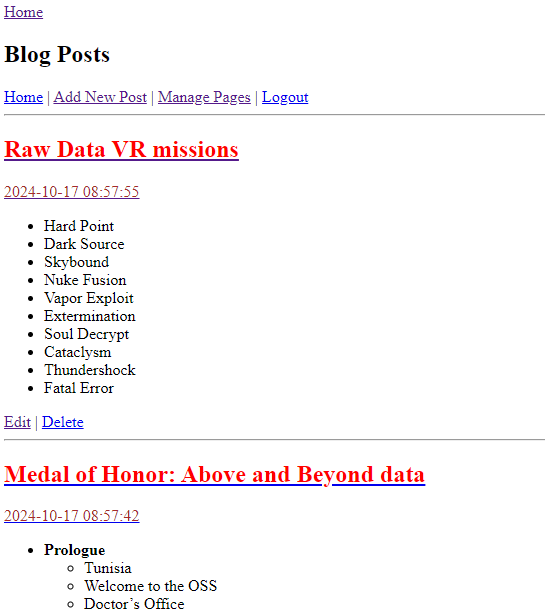 Home
Blog Posts
Home | Add New Post | Manage Pages | Logout
Raw Data VR missions
2024-10-17 08:57:55
Hard Point
Dark Source
Skybound
Nuke Fusion
Vapor Exploit
Extermination
Soul Decrypt
Cataclysm
Thundershock
Fatal Error
Edit | Delete
Medal of Honor: Above and Beyond data
2024-10-17 08:57:42
Prologue
Tunisia
Welcome to the OSS
Doctor’s Office